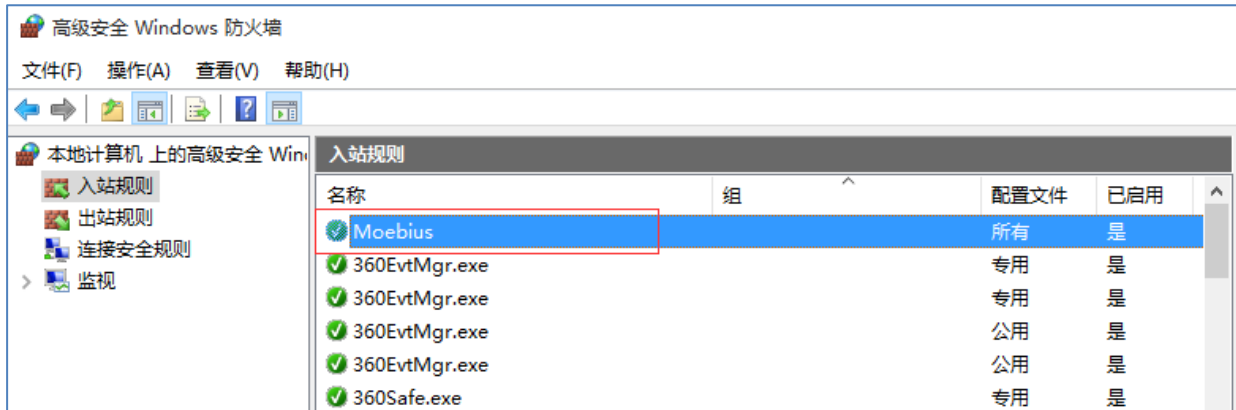 高级安全 Windows 防火墙
文件(F) 操作(A) 查看(V) 帮助(H)
本地计算机 上的高级安全 Win
入站规则
出站规则
连接安全规则
监视
入站规则
名称 组 配置文件 已启用
Moebius 所有 是
360EvtMgr.exe 专用 是
360EvtMgr.exe 专用 是
360EvtMgr.exe 公用 是
360EvtMgr.exe 公用 是
360Safe.exe 专用 是